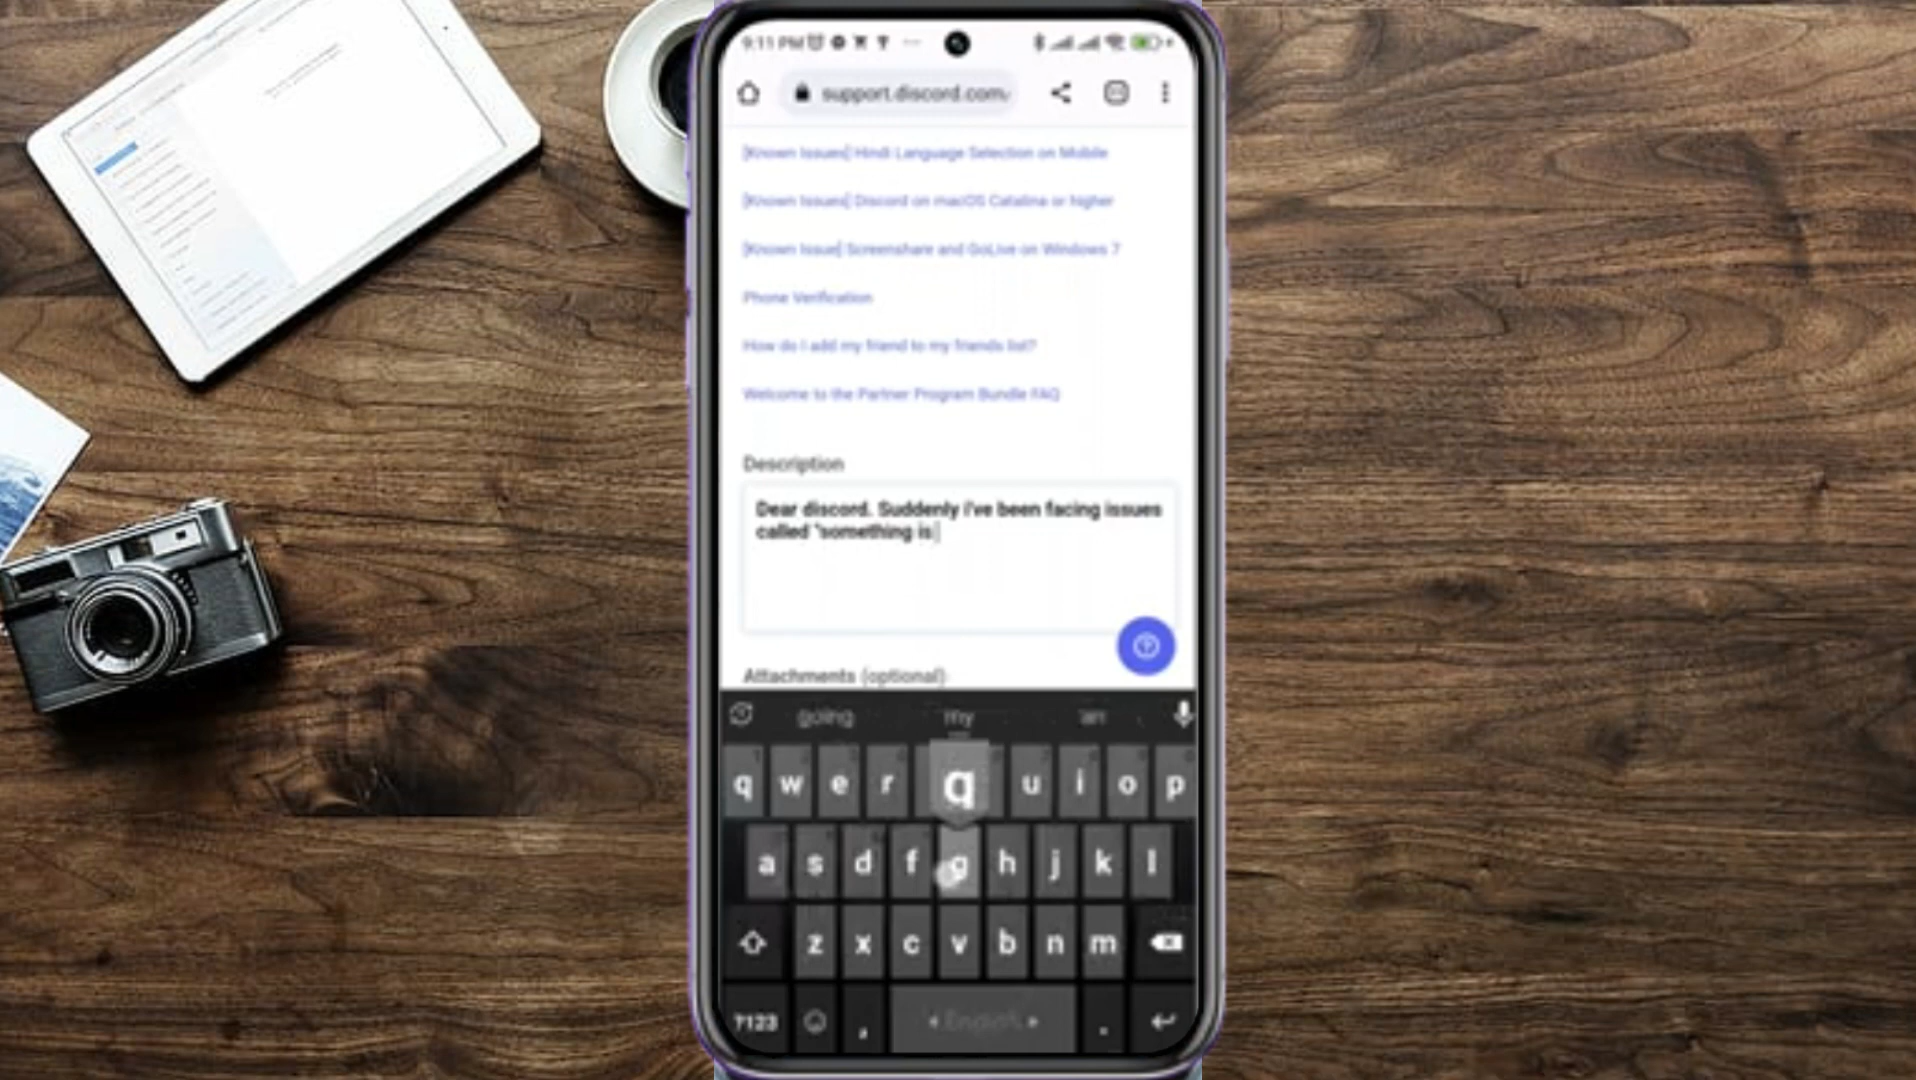 9:11 PM
support.discord.com/
[Known Issues] Hindi Language Selection on Mobile
[Known Issues] Discord on macOS Catalina or higher
[Known Issue] Screenshare and GoLive on Windows 7
Phone Verification
How do I add my friend to my friends list?
Welcome to the Partner Program Bundle FAQ
Description
Dear discord. Suddenly i've been facing issues
called "something is
Attachments (optional)
going my
q w e r g u i o p
a s d f g h j k l
z x c v b n m
?123 , English .